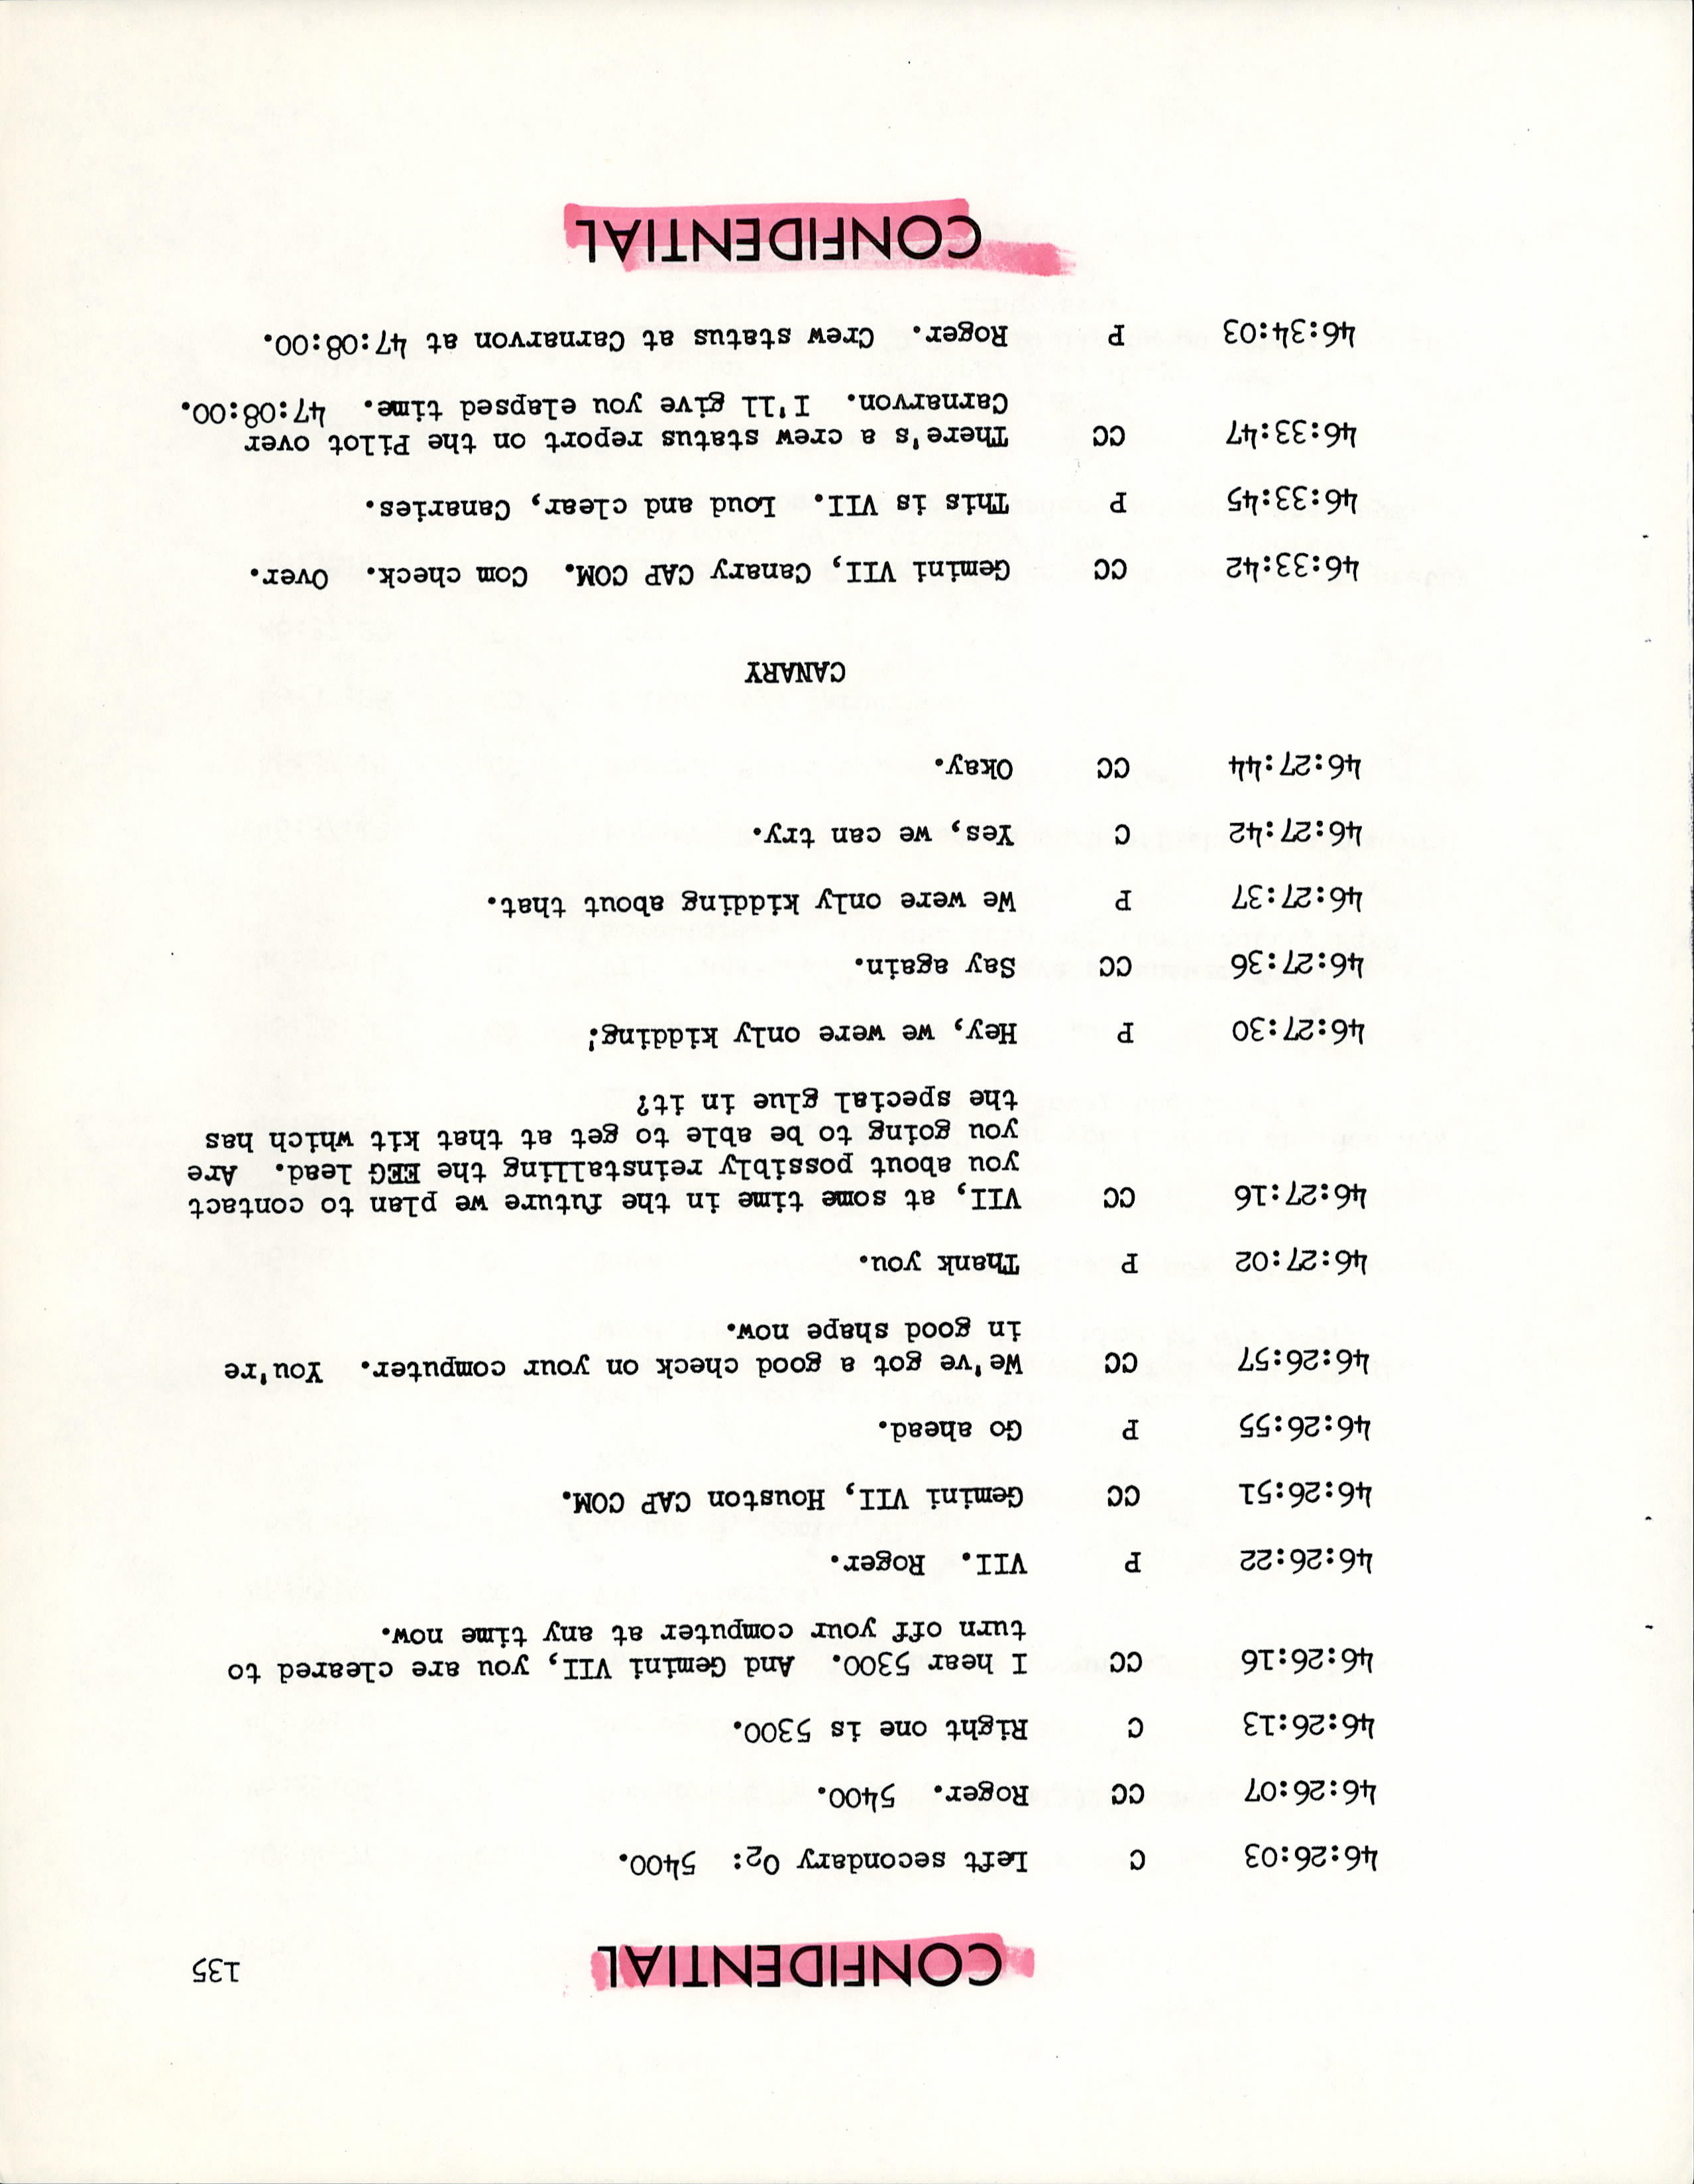 CONFIDENTIAL 135
46:26:03 C Left secondary O2: 5400.
46:26:07 CC Roger. 5400.
46:26:13 C Right one is 5300.
46:26:16 CC I hear 5300. And Gemini VII, you are cleared to
turn off your computer at any time now.
46:26:22 P VII. Roger.
46:26:51 CC Gemini VII, Houston CAP COM.
46:26:55 P Go ahead.
46:26:57 CC We've got a good check on your computer. You're
in good shape now.
46:27:02 P Thank you.
46:27:16 CC VII, at some time in the future we plan to contact
you about possibly reinstalling the EEG lead. Are
you going to be able to get at that kit which has
the special glue in it?
46:27:30 P Hey, we were only kidding!
46:27:36 CC Say again.
46:27:37 P We were only kidding about that.
46:27:42 C Yes, we can try.
46:27:44 CC Okay.
CANARY
46:33:42 CC Gemini VII, Canary CAP COM. Com check. Over.
46:33:45 P This is VII. Loud and clear, Canaries.
46:33:47 CC There's a crew status report on the Pilot over
Carnarvon. I'll give you elapsed time. 47:08:00.
46:34:03 P Roger. Crew status at Carnarvon at 47:08:00.
CONFIDENTIAL